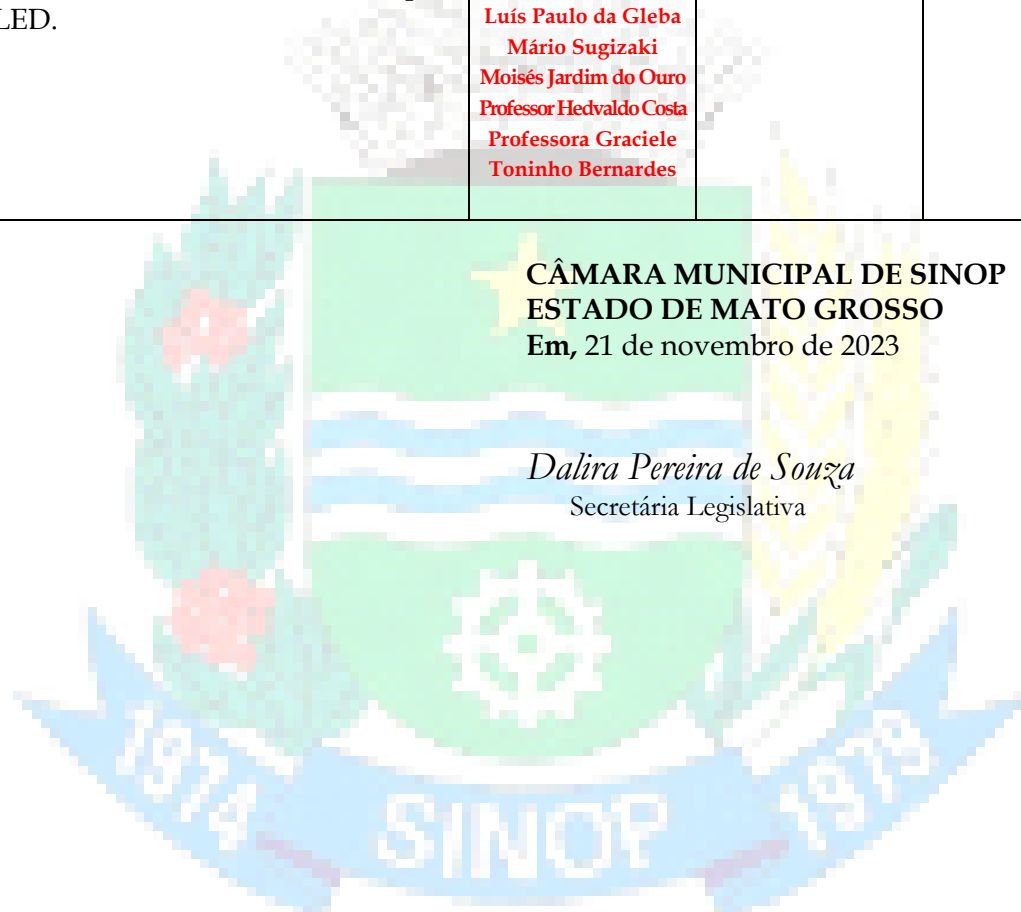 LED.
Luís Paulo da Gleba
Mário Sugizaki
Moisés Jardim do Ouro
Professor Hedvaldo Costa
Professora Graciele
Toninho Bernardes
CÂMARA MUNICIPAL DE SINOP
ESTADO DE MATO GROSSO
Em, 21 de novembro de 2023
Dalira Pereira de Souza
Secretária Legislativa
1974 SINOP 1979